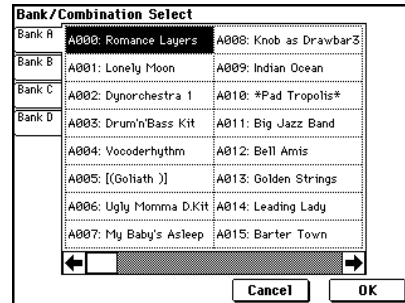 Bank/Combination Select
Bank A
Bank B
Bank C
Bank D
A000: Romance Layers
A001: Lonely Moon
A002: Dynorchestra 1
A003: Drum'n'Bass Kit
A004: Vocoderhythm
A005: [(Goliath )]
A006: Ugly Momma D.Kit
A007: My Baby's Asleep
A008: Knob as Drawbar3
A009: Indian Ocean
A010: *Pad Tropolis*
A011: Big Jazz Band
A012: Bell Amis
A013: Golden Strings
A014: Leading Lady
A015: Barter Town
Cancel
OK